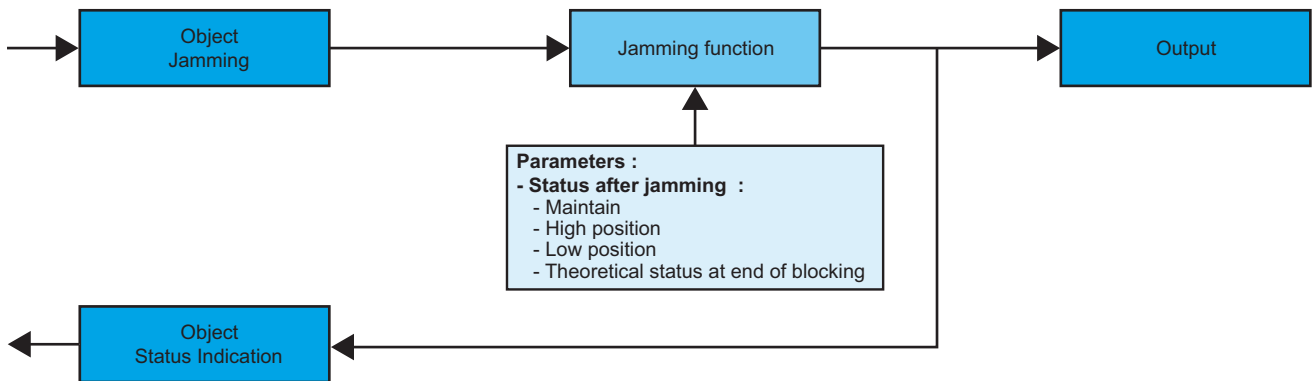 Object
Jamming
Jamming function
Output
Parameters :
- Status after jamming :
- Maintain
- High position
- Low position
- Theoretical status at end of blocking
Object
Status Indication